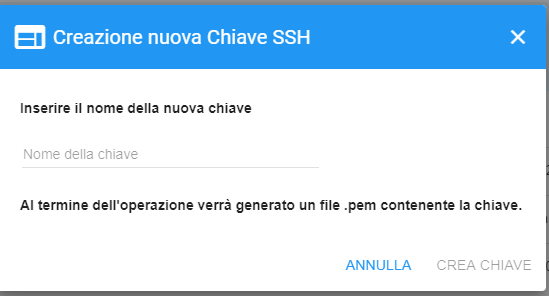 Creazione nuova Chiave SSH
Inserire il nome della nuova chiave
Nome della chiave
Al termine dell'operazione verrà generato un file .pem contenente la chiave.
ANNULLA CREA CHIAVE